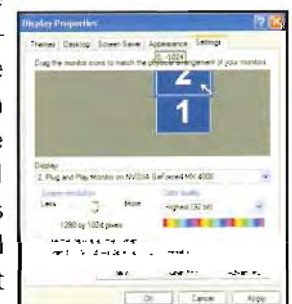 Display Properties
Themes Desktop Screen Saver Appearance Settings
Drag the monitor icons to match the physical arrangement of your monitors
0, -1024
2
1
Display:
2. Plug and Play Monitor on NVIDIA GeForce4 MX 4000
Screen resolution
Color quality
Less More
Highest (32 bit)
1280 by 1024 pixels
OK Cancel Apply